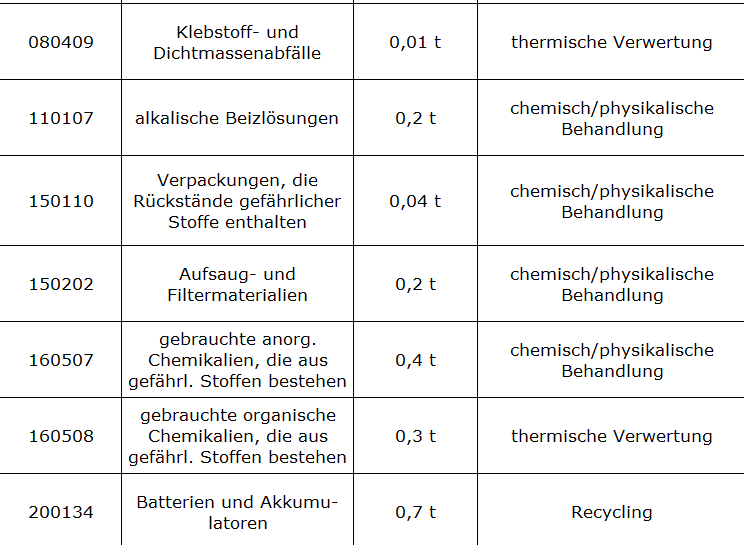 080409
Klebstoff- und
Dichtmassenabfälle
0,01 t
thermische Verwertung
110107
alkalische Beizlösungen
0,2 t
chemisch/physikalische
Behandlung
150110
Verpackungen, die
Rückstände gefährlicher
Stoffe enthalten
0,04 t
chemisch/physikalische
Behandlung
150202
Aufsaug- und
Filtermaterialien
0,2 t
chemisch/physikalische
Behandlung
160507
gebrauchte anorg.
Chemikalien, die aus
gefährl. Stoffen bestehen
0,4 t
chemisch/physikalische
Behandlung
160508
gebrauchte organische
Chemikalien, die aus
gefährl. Stoffen bestehen
0,3 t
thermische Verwertung
200134
Batterien und Akkumu-
latoren
0,7 t
Recycling